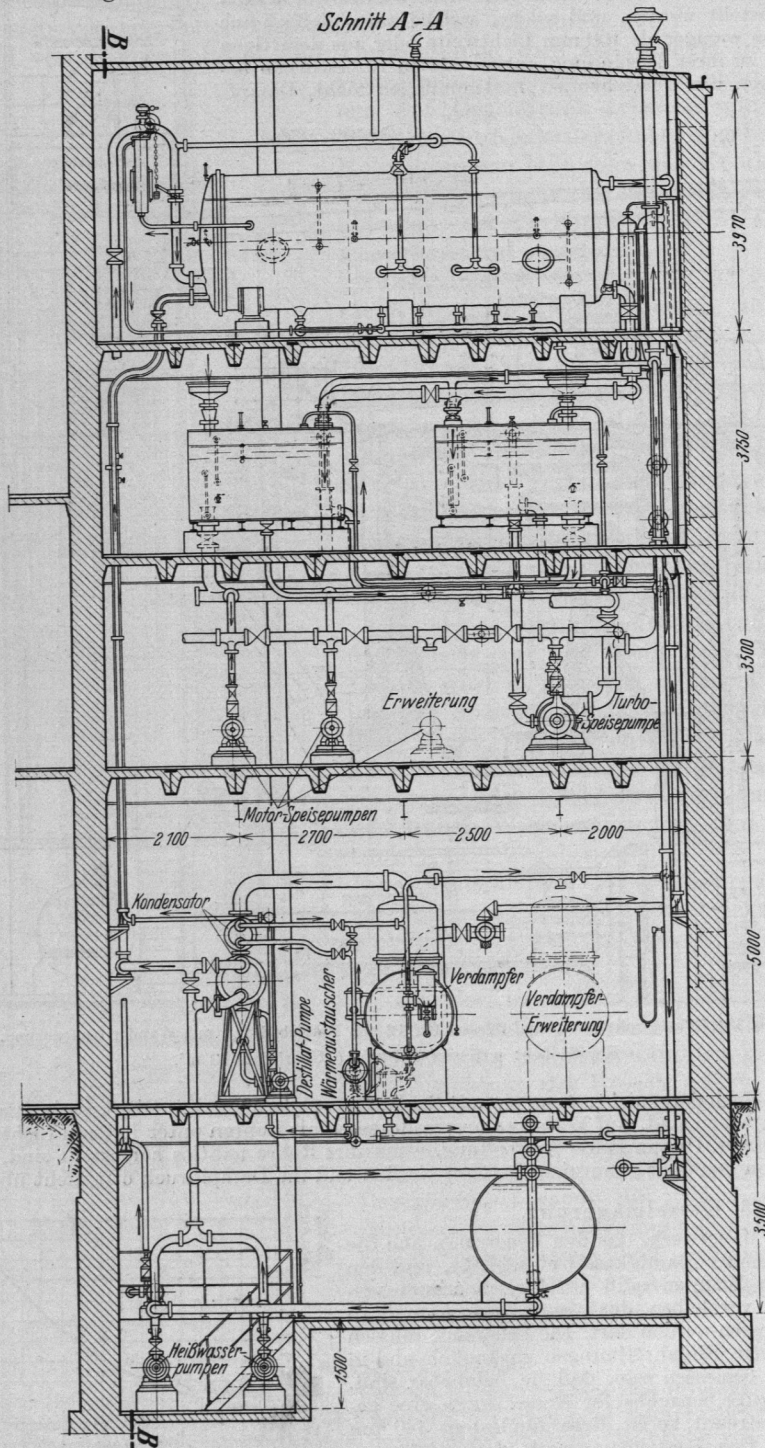 Schnitt A-A
B
3970
3750
3500
Erweiterung
Turbo-
Speisepumpe
Motor-Speisepumpen
2100
2700
2500
2000
Kondensator
5000
Destillat-Pumpe
Wärmeaustauscher
Verdampfer
Verdampfer-
Erweiterung
3500
Heißwasser-
pumpen
1500
B